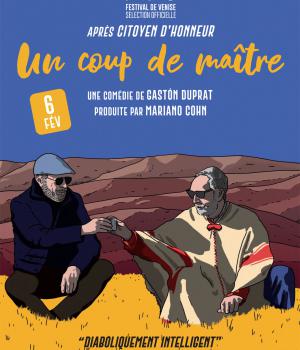 FESTIVAL DE VENISE
SÉLECTION OFFICIELLE
APRÈS CITOYEN D'HONNEUR
Un coup de maître
6
FÉV
UNE COMÉDIE DE GASTÓN DUPRAT
PRODUITE PAR MARIANO COHN
"DIABOLIQUEMENT INTELLIGENT"